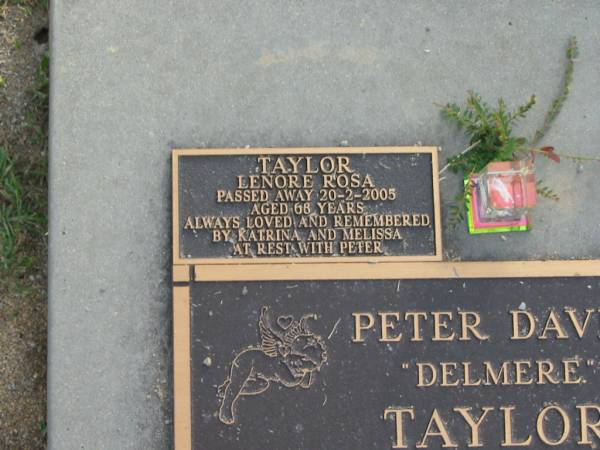 TAYLOR
LENORE ROSA
PASSED AWAY 20-2-2005
AGED 68 YEARS
ALWAYS LOVED AND REMEMBERED
BY KATRINA AND MELISSA
AT REST WITH PETER
PETER DAVI
"DELMERE"
TAYLOR